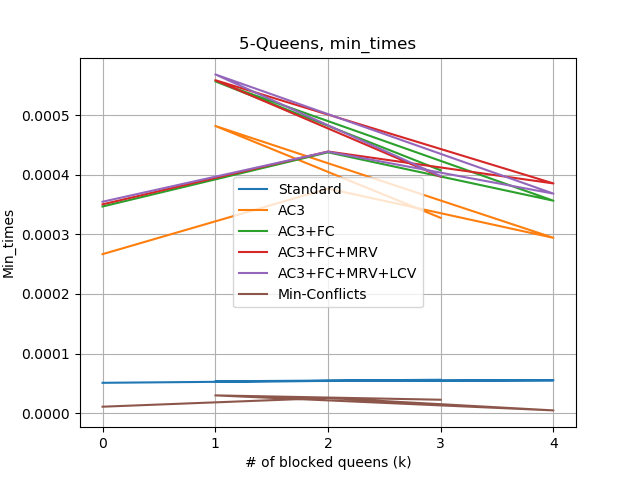 5-Queens, min_times
Min_times
0.0005
0.0004
0.0003
0.0002
0.0001
0.0000
Standard
AC3
AC3+FC
AC3+FC+MRV
AC3+FC+MRV+LCV
Min-Conflicts
0 1 2 3 4
# of blocked queens (k)